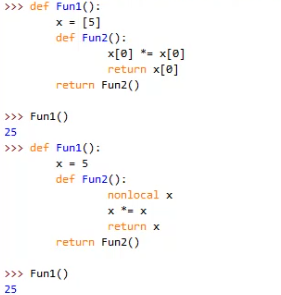 >>> def Fun1():
        x = [5]
        def Fun2():
                x[0] *= x[0]
                return x[0]
        return Fun2()

>>> Fun1()
25
>>> def Fun1():
        x = 5
        def Fun2():
                nonlocal x
                x *= x
                return x
        return Fun2()

>>> Fun1()
25